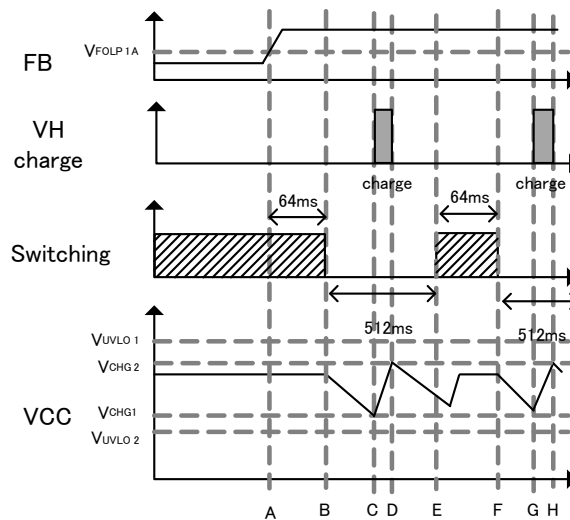 VFOLP1A
FB
VH
charge
charge
charge
64ms
64ms
Switching
512ms
512ms
VUVLO1
VCHG2
VCHG1
VUVLO2
VCC
A B C D E F G H